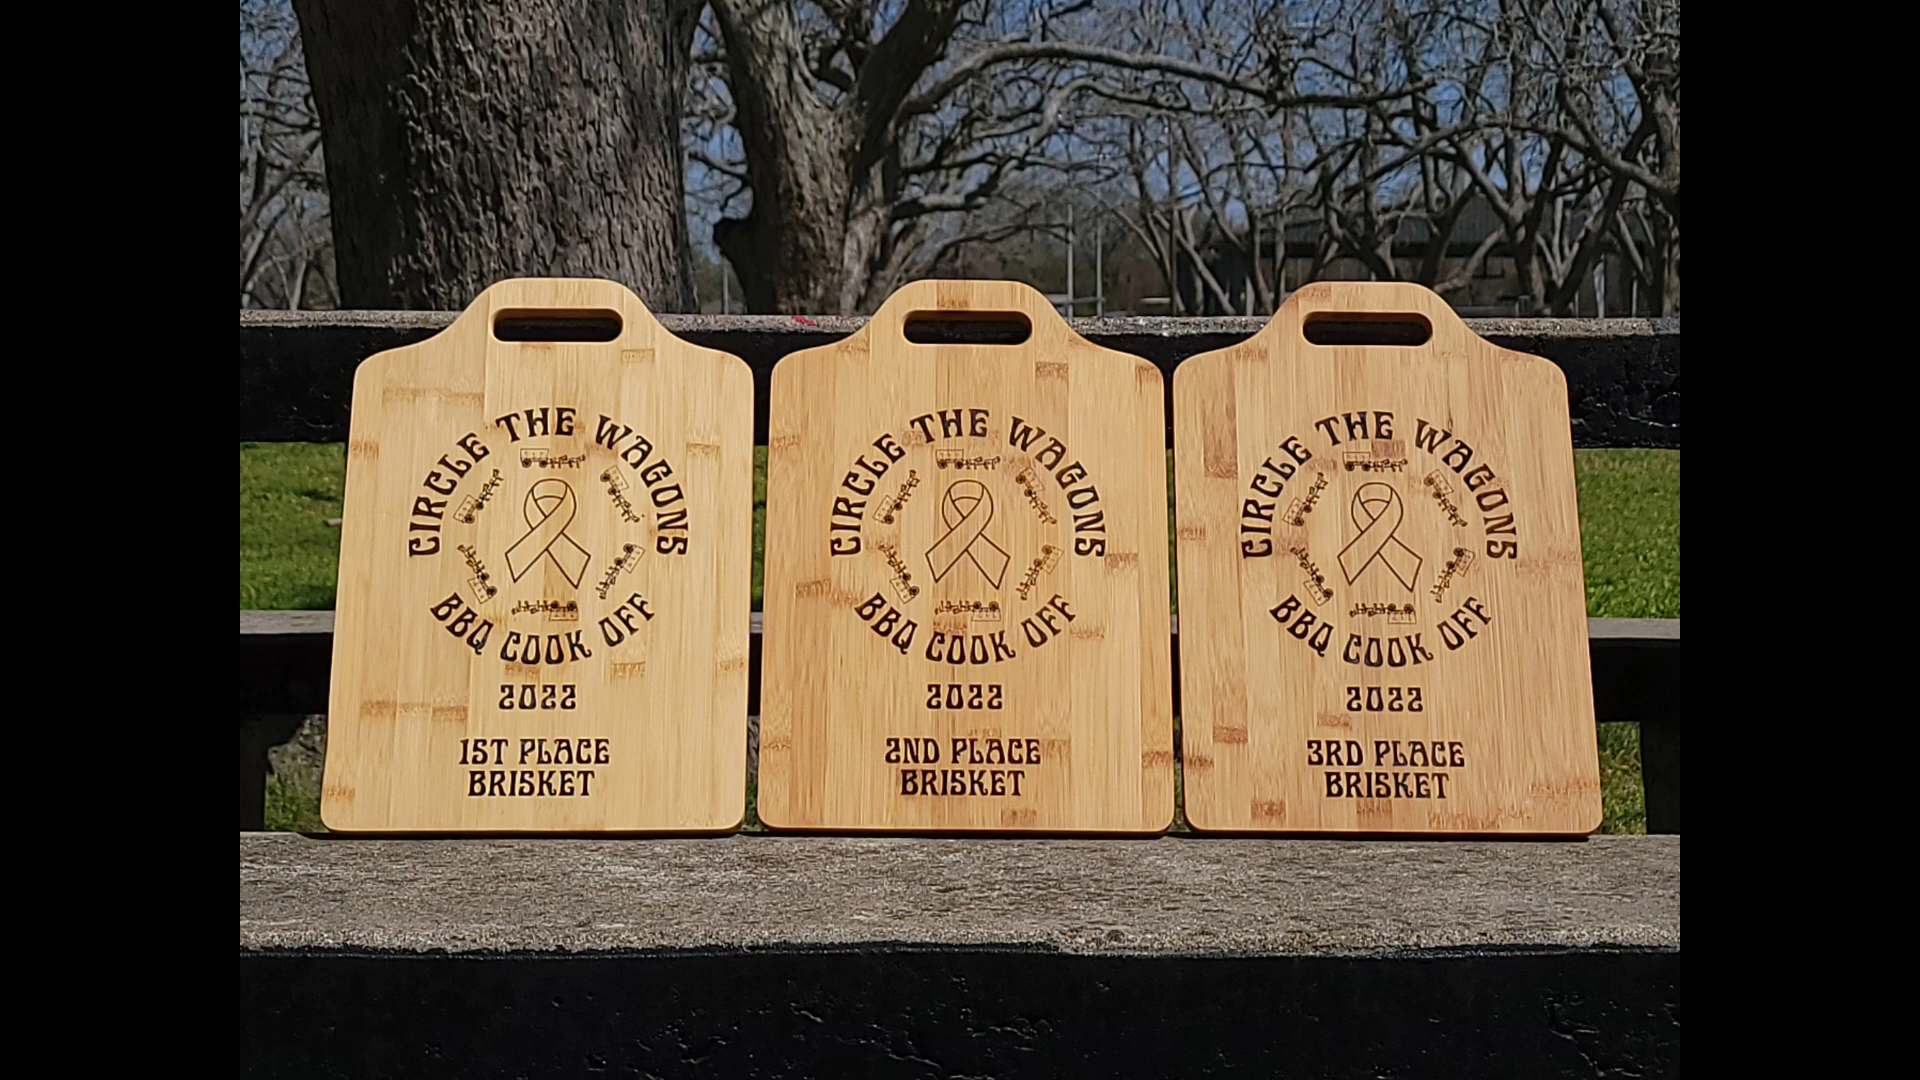 CIRCLE THE WAGONS
BBQ COOK OFF
2022
1ST PLACE
BRISKET
CIRCLE THE WAGONS
BBQ COOK OFF
2022
2ND PLACE
BRISKET
CIRCLE THE WAGONS
BBQ COOK OFF
2022
3RD PLACE
BRISKET